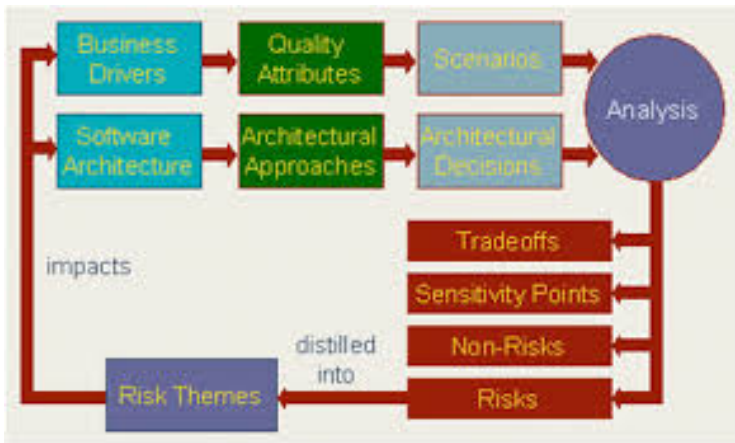 Business
Drivers
Quality
Attributes
Scenarios
Analysis
Software
Architecture
Architectural
Approaches
Architectural
Decisions
Tradeoffs
Sensitivity Points
Non-Risks
Risks
impacts
distilled
into
Risk Themes